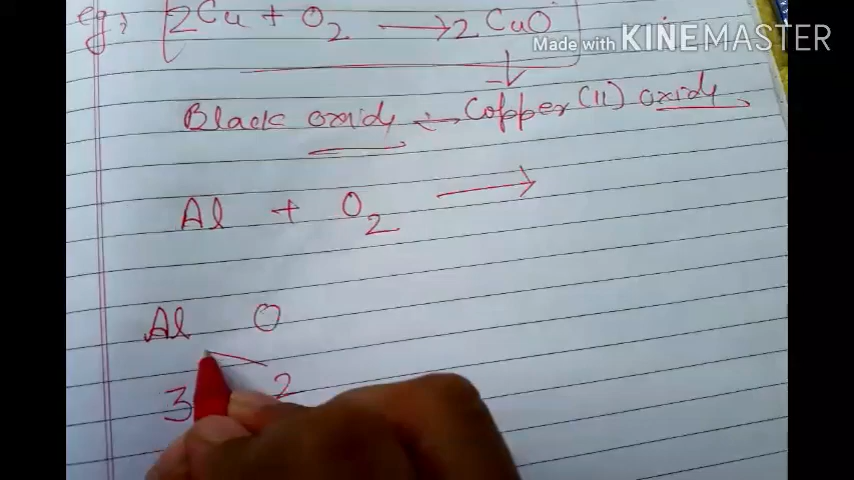 eg; 2Cu + O2 → 2CuO
Made with KINEMASTER
Black oxide ← Copper (II) oxide
Al + O2 →
Al O
3 2